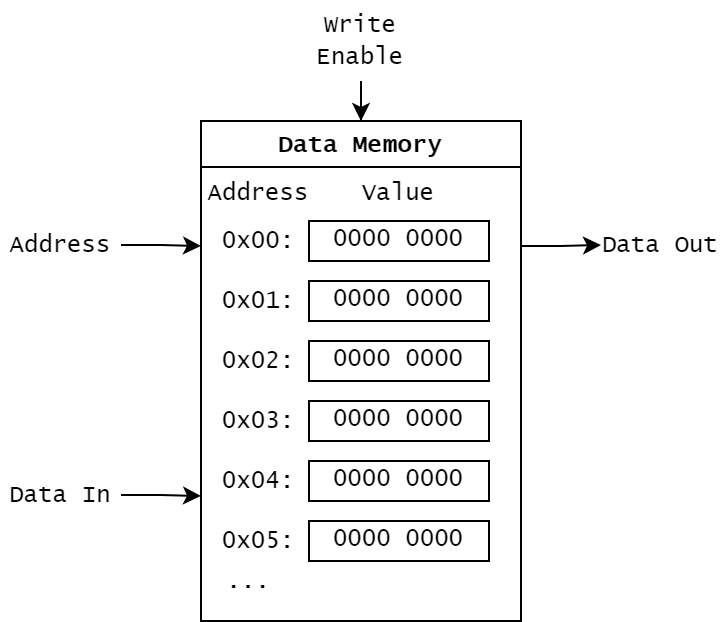 Write
Enable
Data Memory
Address Value
Address
0x00: 0000 0000
Data Out
0x01: 0000 0000
0x02: 0000 0000
0x03: 0000 0000
0x04: 0000 0000
Data In
0x05: 0000 0000
...